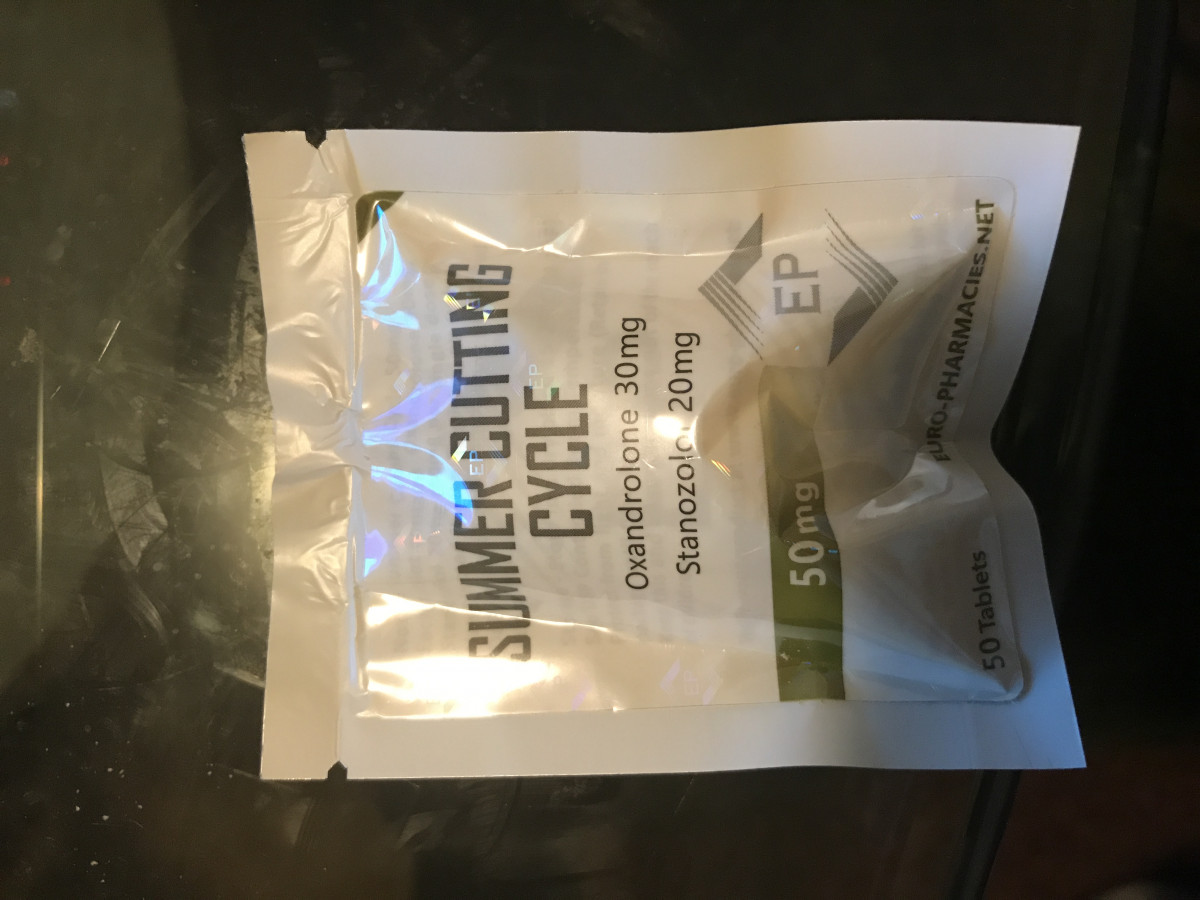 SUMMER CUTTING
CYCLE
Oxandrolone 30mg
Stanozolol 20mg
EP
50mg
50 Tablets
EURO-PHARMACIES.NET